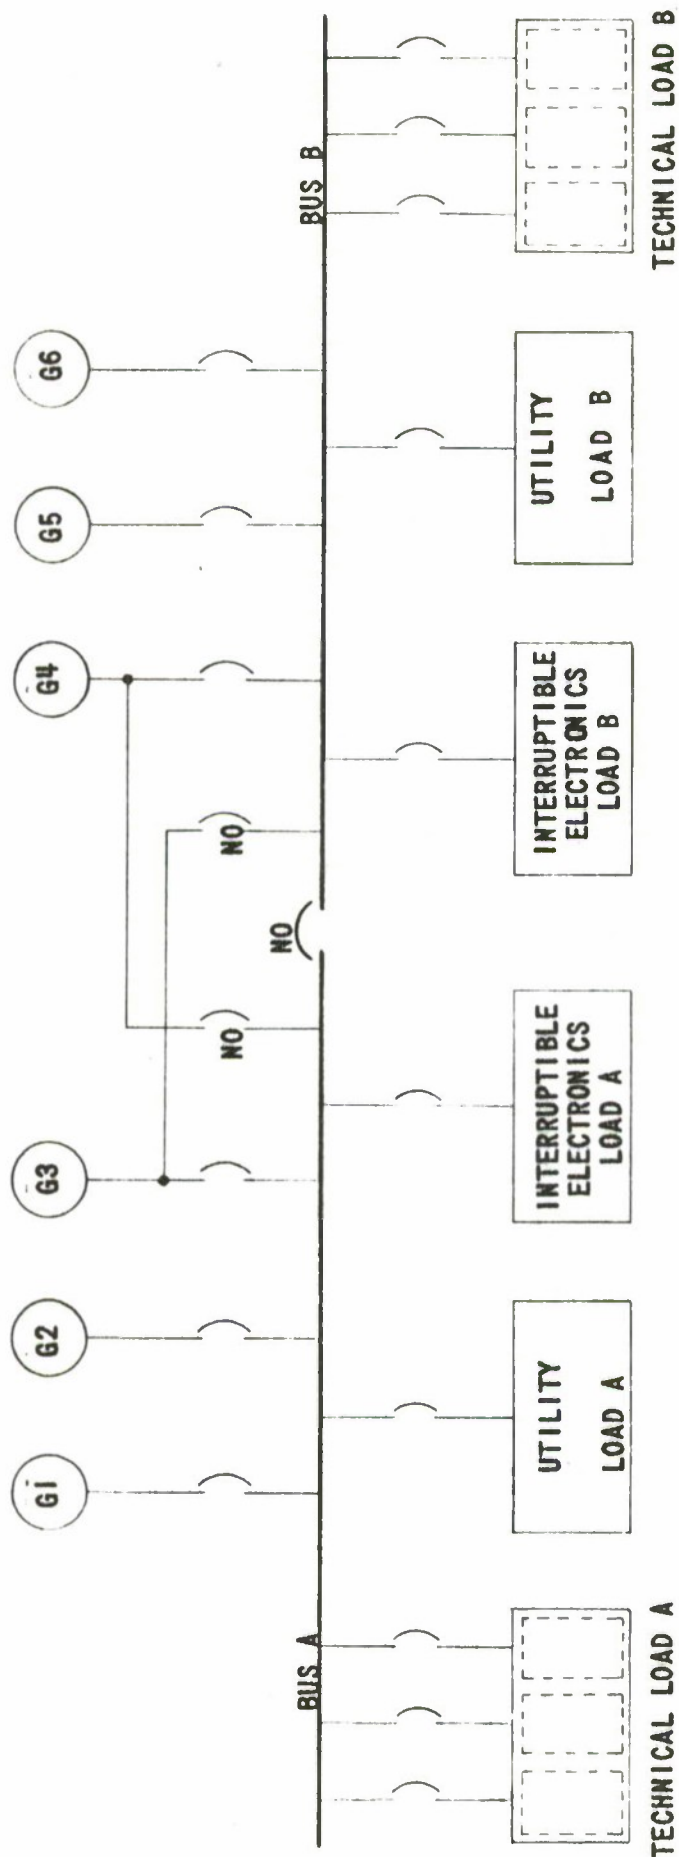 G1
G2
G3
G4
G5
G6
NO
NO
NO
BUS A
BUS B
TECHNICAL LOAD A
UTILITY
LOAD A
INTERRUPTIBLE
ELECTRONICS
LOAD A
INTERRUPTIBLE
ELECTRONICS
LOAD B
UTILITY
LOAD B
TECHNICAL LOAD B